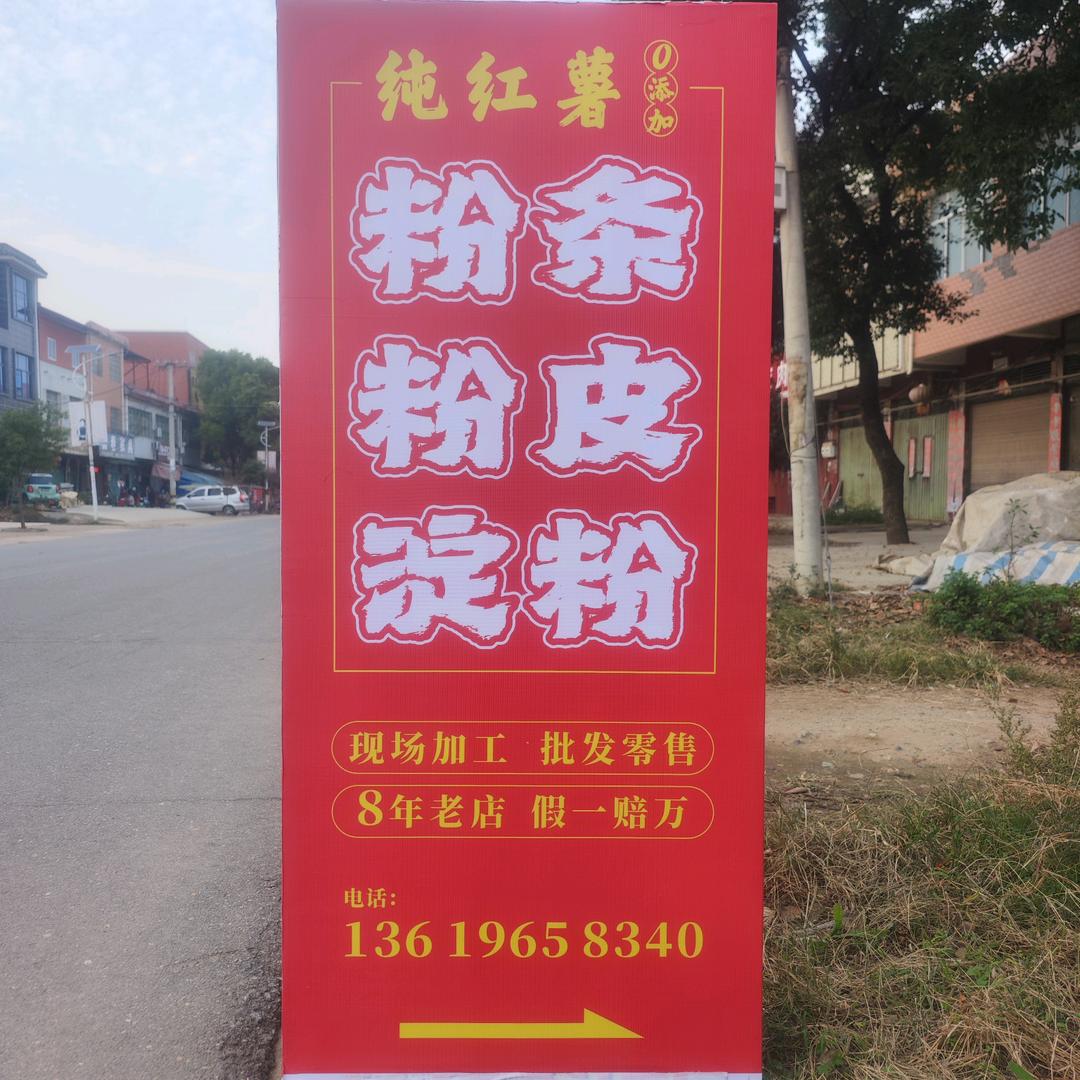 纯红薯 0添加
粉条
粉皮
淀粉
现场加工 批发零售
8年老店 假一赔万
电话:
136 1965 8340